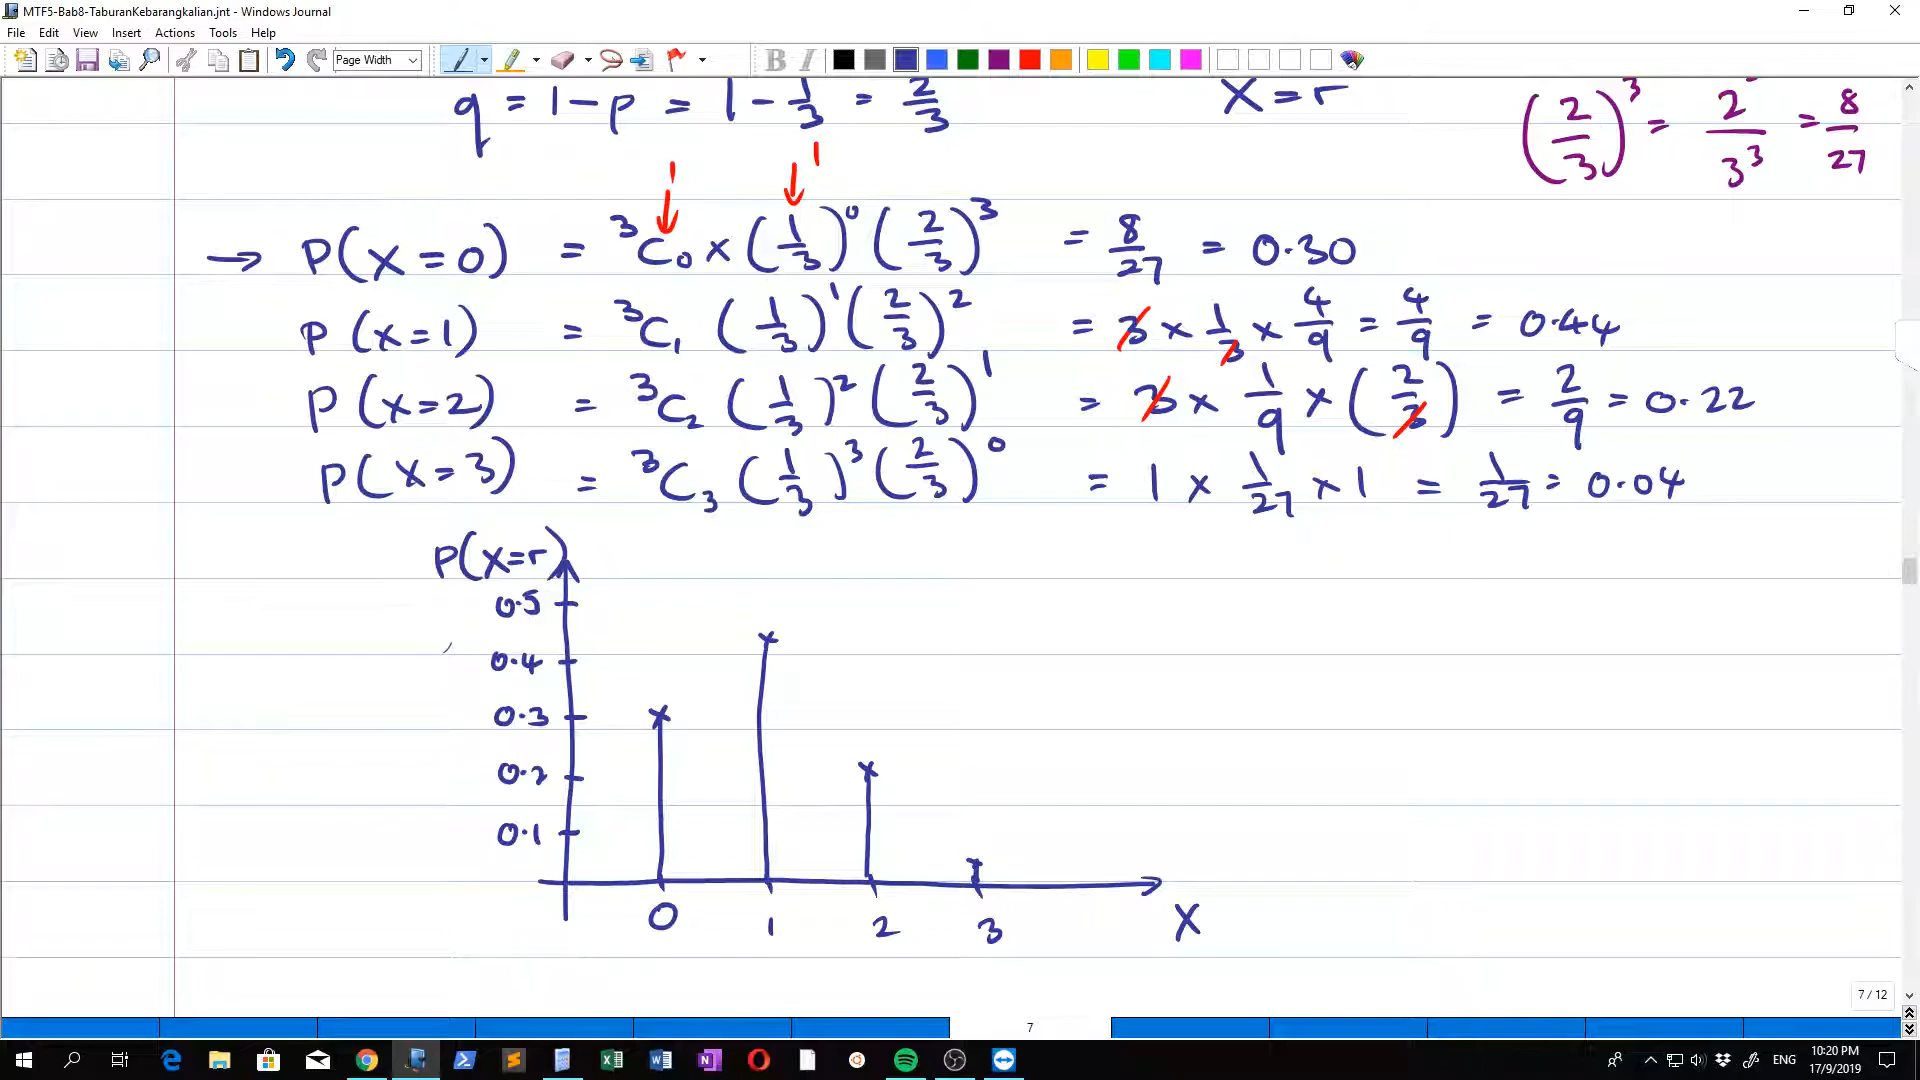 MTF5-Bab8-TaburanKebarangkalian.jnt - Windows Journal
File Edit View Insert Actions Tools Help
Page Width
B I
q = 1 - p = 1 - 1/3 = 2/3
X = r
(2/3)^3 = 2/3^3 = 8/27
1 1
→ P(X=0) = ³C₀ × (1/3)^0 (2/3)^3 = 8/27 = 0.30
P(X=1) = ³C₁ (1/3)^1 (2/3)^2 = 3 × 1/3 × 4/9 = 4/9 = 0.44
P(X=2) = ³C₂ (1/3)^2 (2/3)^1 = 3 × 1/9 × (2/3) = 2/9 = 0.22
P(X=3) = ³C₃ (1/3)^3 (2/3)^0 = 1 × 1/27 × 1 = 1/27 = 0.04
P(X=r)
0.5
0.4
0.3
0.2
0.1
0 1 2 3 X
7 / 12
7
ENG
10:20 PM
17/9/2019